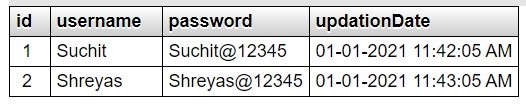 id username password updationDate
1 Suchit Suchit@12345 01-01-2021 11:42:05 AM
2 Shreyas Shreyas@12345 01-01-2021 11:43:05 AM